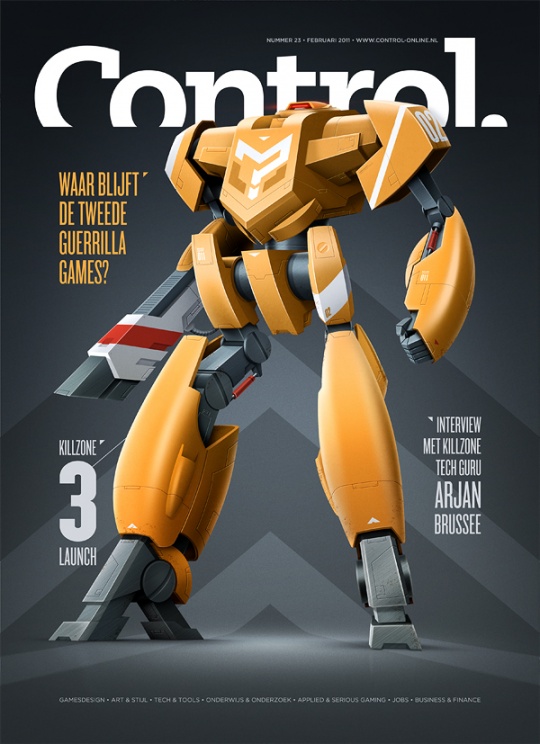 NUMMER 23 • FEBRUARI 2011 • WWW.CONTROL-ONLINE.NL
Control.
02
WAAR BLIJFT
DE TWEEDE
GUERRILLA
GAMES?
KILLZONE
3
LAUNCH
INTERVIEW
MET KILLZONE
TECH GURU
ARJAN
BRUSSEE
GAMESDESIGN • ART & STIJL • TECH & TOOLS • ONDERWIJS & ONDERZOEK • APPLIED & SERIOUS GAMING • JOBS • BUSINESS & FINANCE